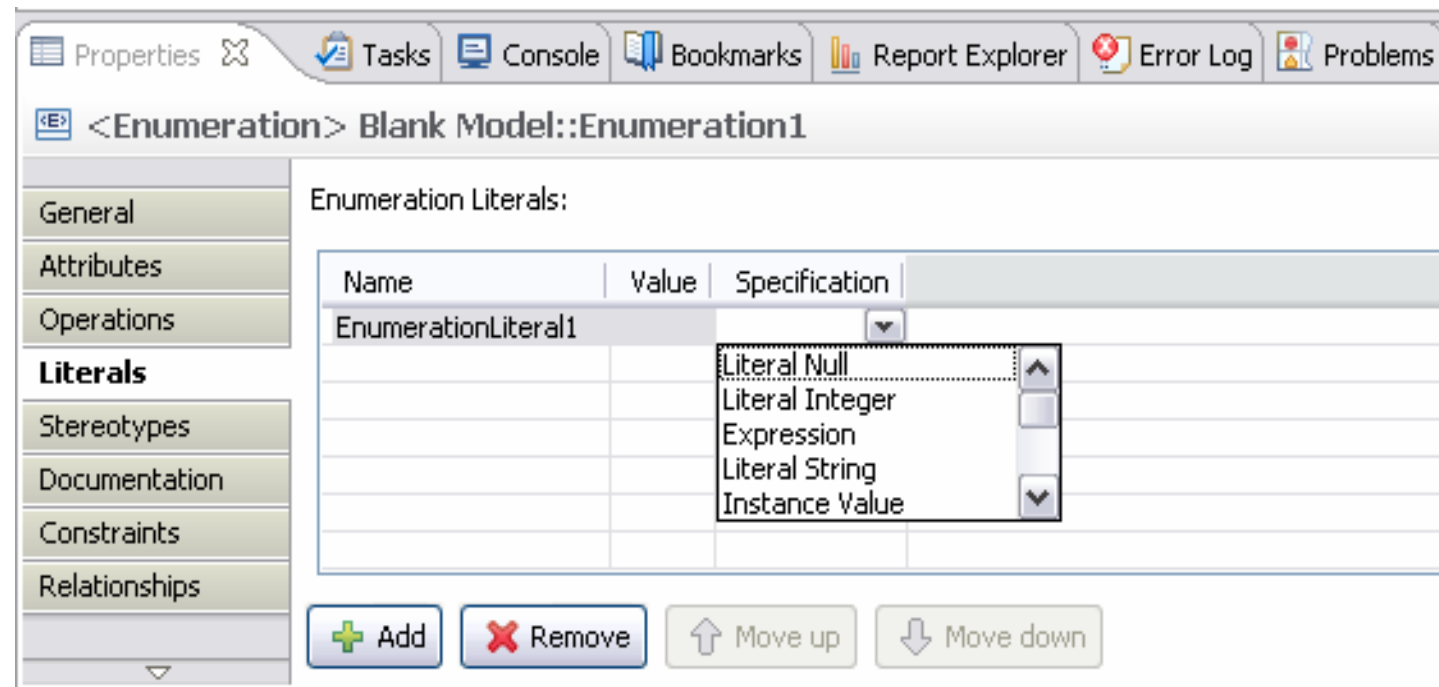 Properties Tasks Console Bookmarks Report Explorer Error Log Problems
<E> <Enumeration> Blank Model::Enumeration1
General
Attributes
Operations
Literals
Stereotypes
Documentation
Constraints
Relationships
Enumeration Literals:
Name Value Specification
EnumerationLiteral1
Literal Null
Literal Integer
Expression
Literal String
Instance Value
Add Remove Move up Move down